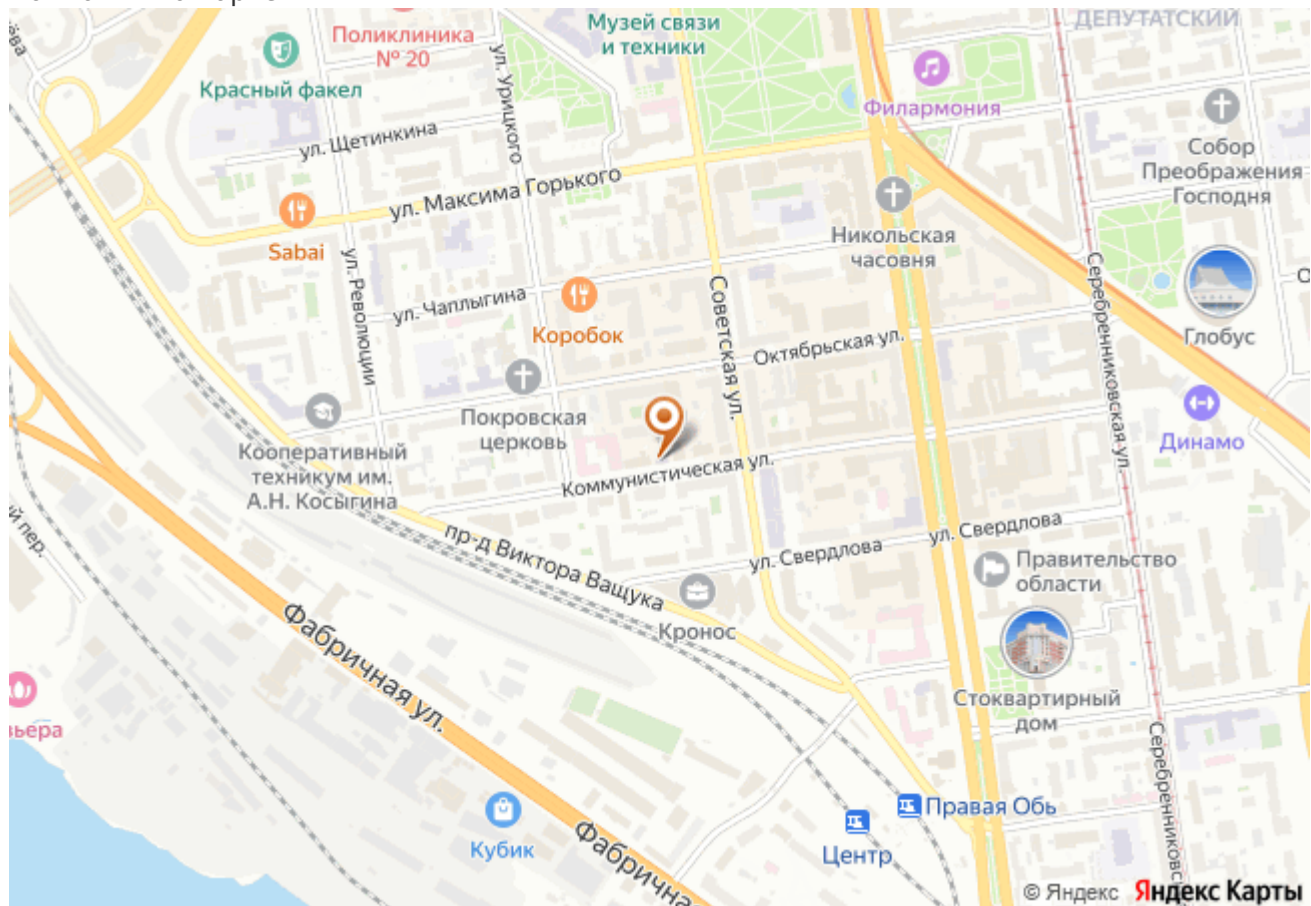 Музей связи
и техники
ДЕПУТАТСКИЙ
Поликлиника
№ 20
Красный факел
ул. Урицкого
Филармония
ул. Щетинкина
Собор
Преображения
Господня
ул. Максима Горького
Sabai
Никольская
часовня
ул. Революции
ул. Чаплыгина
Коробок
Советская ул.
Серебренниковская ул.
Глобус
Октябрьская ул.
Покровская
церковь
Динамо
Кооперативный
техникум им.
А.Н. Косыгина
Коммунистическая ул.
пр-д Виктора Ващука
ул. Свердлова
ул. Свердлова
Правительство
области
Кронос
Фабричная ул.
Стоквартирный
дом
ьера
й пер.
Серебренниковс
Правая Обь
Центр
Кубик
Фабрична
© Яндекс Яндекс Карты